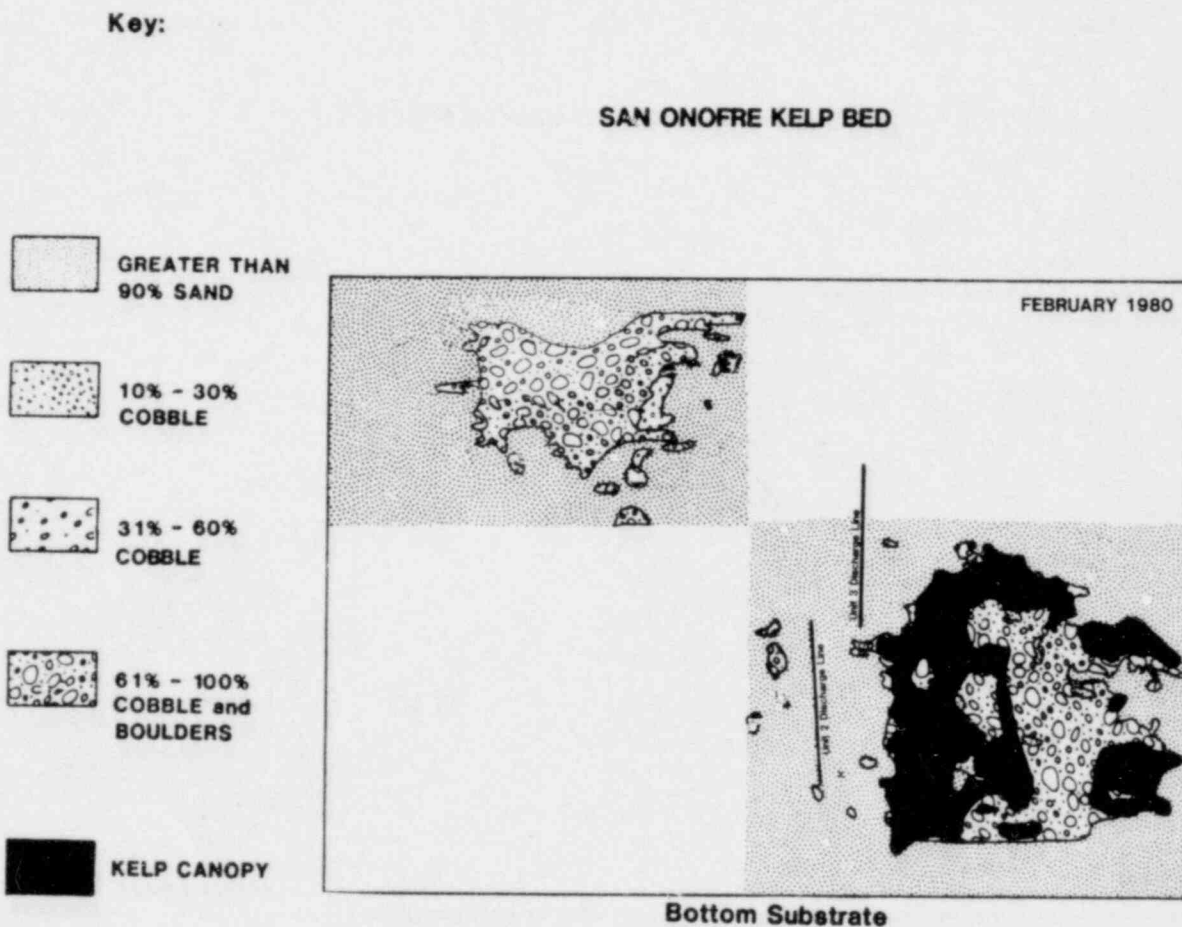 Key:
SAN ONOFRE KELP BED
GREATER THAN
90% SAND
10% - 30%
COBBLE
31% - 60%
COBBLE
61% - 100%
COBBLE and
BOULDERS
KELP CANOPY
FEBRUARY 1980
Unit 3 Discharge Line
Unit 2 Discharge Line
Bottom Substrate